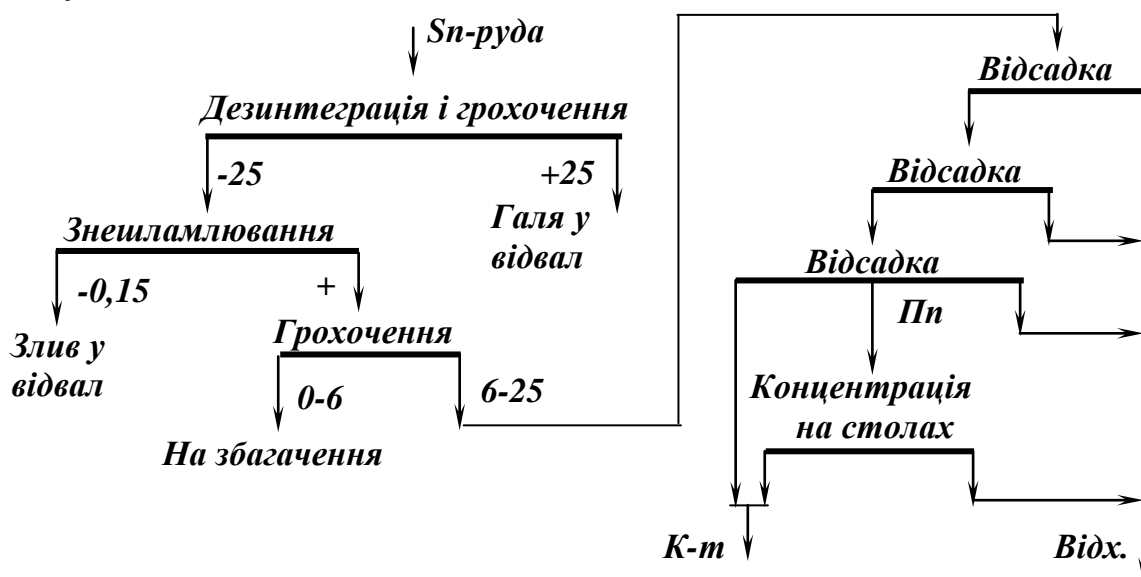 Sn-руда
Дезинтеграція і грохочення
-25
+25
Галя у
відвал
Знешламлювання
-0,15
+
Злив у
відвал
Грохочення
0-6
6-25
На збагачення
Відсадка
Відсадка
Відсадка
Пп
Концентрація
на столах
К-т
Відх.